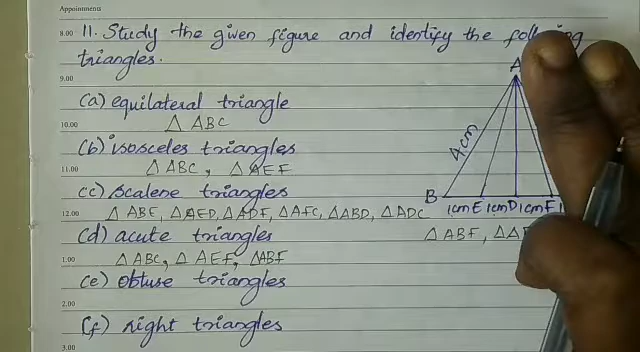 Appointments
8.00 11. Study the given figure and identify the
triangles.
9.00
A
(a) equilateral triangle
10.00 △ ABC
4cm
(b) isosceles triangles
11.00 △ ABC, △ AEF
(c) scalene triangles
B 1cm E 1cm D 1cm F 1
12.00 △ ABE, △ AED, △ ADF, △ AFC, △ ABD, △ ADC
(d) acute triangles
△ ABF,
1.00 △ ABC, △ AEF, △ABF
(e) obtuse triangles
2.00
(f) right triangles
3.00